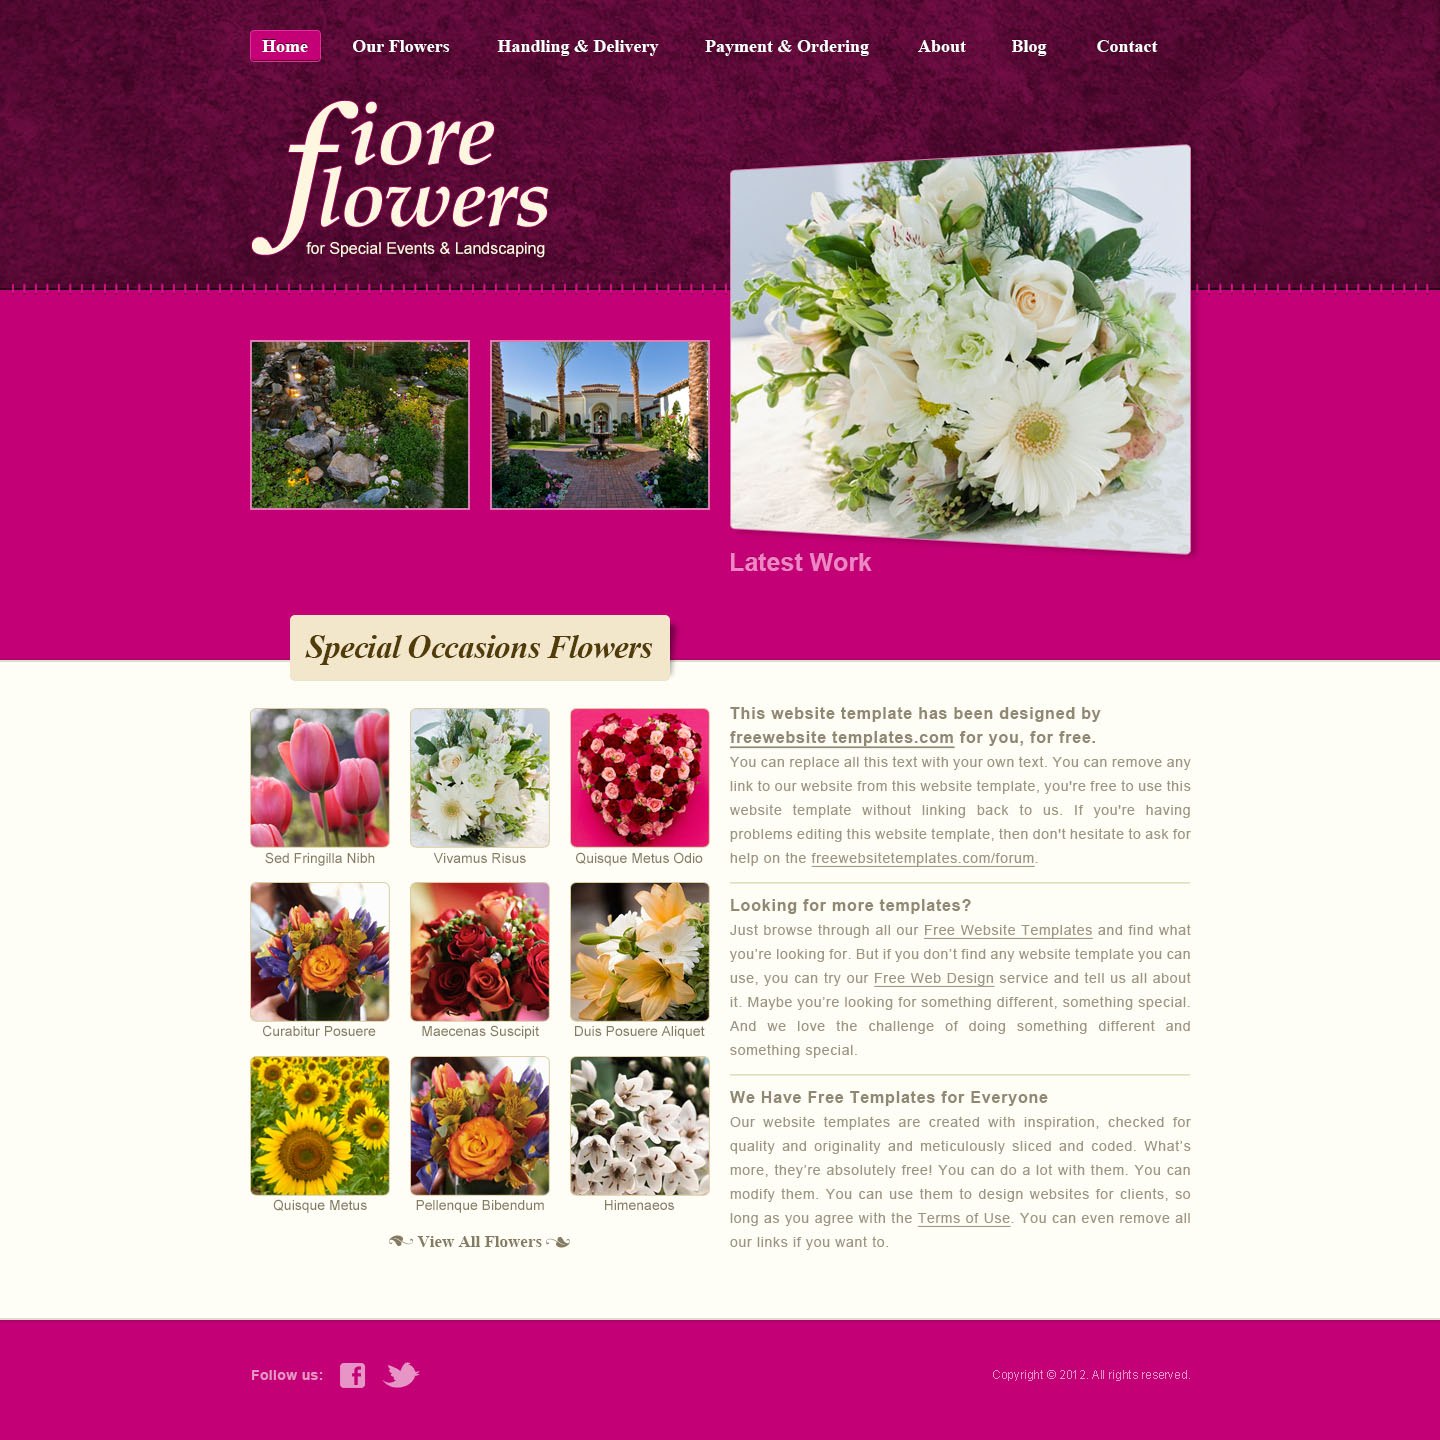 Home Our Flowers Handling & Delivery Payment & Ordering About Blog Contact
fiore
flowers
for Special Events & Landscaping
Latest Work
Special Occasions Flowers
Sed Fringilla Nibh
Vivamus Risus
Quisque Metus Odio
Curabitur Posuere
Maecenas Suscipit
Duis Posuere Aliquet
Quisque Metus
Pellenque Bibendum
Himenaeos
View All Flowers
This website template has been designed by
freewebsite templates.com for you, for free.
You can replace all this text with your own text. You can remove any
link to our website from this website template, you're free to use this
website template without linking back to us. If you're having
problems editing this website template, then don't hesitate to ask for
help on the freewebsitetemplates.com/forum.
Looking for more templates?
Just browse through all our Free Website Templates and find what
you’re looking for. But if you don’t find any website template you can
use, you can try our Free Web Design service and tell us all about
it. Maybe you’re looking for something different, something special.
And we love the challenge of doing something different and
something special.
We Have Free Templates for Everyone
Our website templates are created with inspiration, checked for
quality and originality and meticulously sliced and coded. What’s
more, they’re absolutely free! You can do a lot with them. You can
modify them. You can use them to design websites for clients, so
long as you agree with the Terms of Use. You can even remove all
our links if you want to.
Follow us:
Copyright © 2012. All rights reserved.